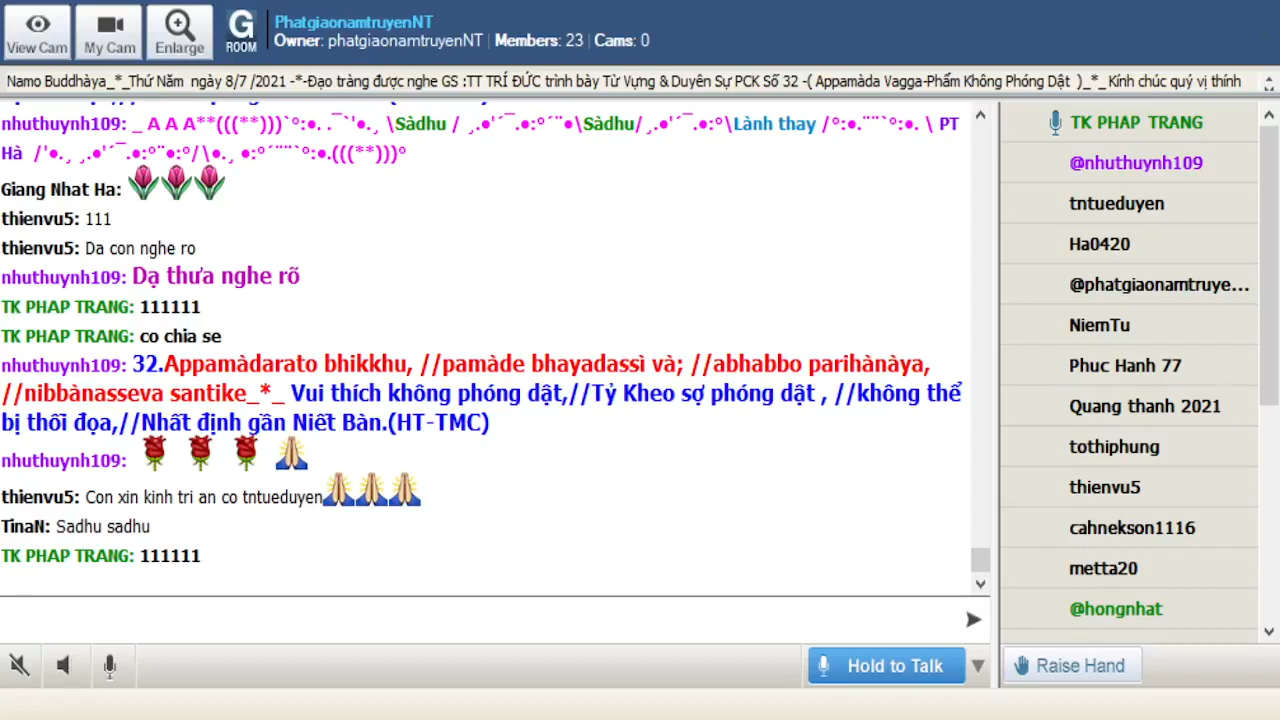 View Cam
My Cam
Enlarge
G ROOM
PhatgiaonamtruyenNT
Owner: phatgiaonamtruyenNT | Members: 23 | Cams: 0
Namo Buddhàya_*_Thứ Năm ngày 8/7 /2021 -*-Đạo tràng được nghe GS :TT TRÍ ĐỨC trình bày Từ Vựng & Duyên Sự PCK Số 32 -( Appamàda Vagga-Phẩm Không Phóng Dật )_*_ Kính chúc quý vị thính
nhuthuynh109: _ A A A**(((**)))`°:•. .¯`'•.¸ \Sàdhu / ¸.•'´¯.•:°´¨•\Sàdhu/¸.•'´¯.•:°\Lành thay /°:•.¨¨`°:•. \ PT
Hà /'•.¸ ¸.•'´¯.•:°¨•:°/\•.¸ •:°´¨¨`°:•.(((**)))°
Giang Nhat Ha:
thienvu5: 111
thienvu5: Da con nghe ro
nhuthuynh109: Dạ thưa nghe rõ
TK PHAP TRANG: 111111
TK PHAP TRANG: co chia se
nhuthuynh109: 32.Appamàdarato bhikkhu, //pamàde bhayadassì và; //abhabbo parihànàya,
//nibbànasseva santike_*_ Vui thích không phóng dật,//Tỷ Kheo sợ phóng dật , //không thể
bị thối đọa,//Nhất định gần Niết Bàn.(HT-TMC)
nhuthuynh109:
thienvu5: Con xin kinh tri an co tntueduyen
TinaN: Sadhu sadhu
TK PHAP TRANG: 111111
Hold to Talk
TK PHAP TRANG
@nhuthuynh109
tntueduyen
Ha0420
@phatgiaonamtruye...
NiemTu
Phuc Hanh 77
Quang thanh 2021
tothiphung
thienvu5
cahnekson1116
metta20
@hongnhat
Raise Hand